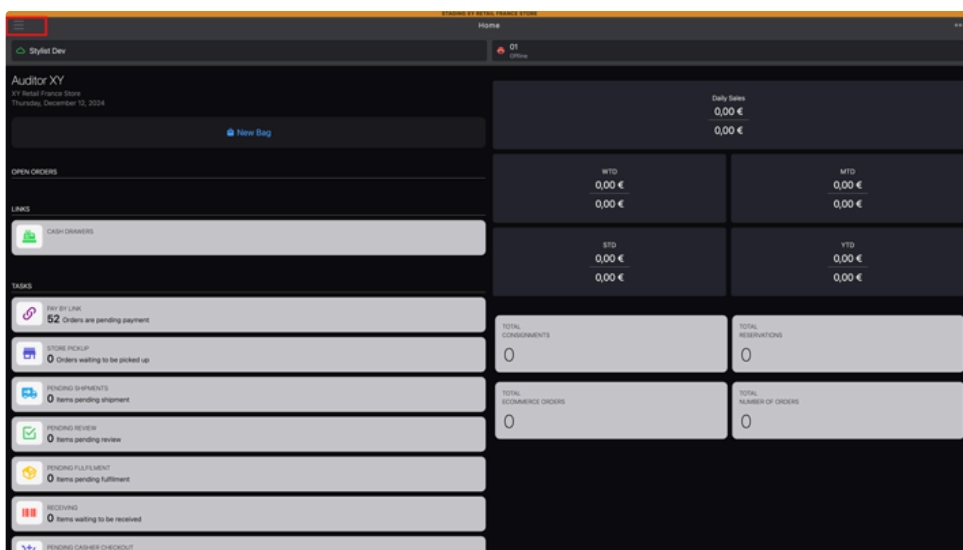 STAGING XY RETAIL FRANCE STORE
Home
Stylist Dev
01
Offline
Auditor XY
XY Retail France Store
Thursday, December 12, 2024
New Bag
OPEN ORDERS
LINKS
CASH DRAWERS
TASKS
PAY BY LINK
52 Orders are pending payment
STORE PICKUP
0 Orders waiting to be picked up
PENDING SHIPMENTS
0 Items pending shipment
PENDING REVIEW
0 Items pending review
PENDING FULFILMENT
0 Items pending fulfilment
RECEIVING
0 Items waiting to be received
PENDING CASHIER CHECKOUT
Daily Sales
0,00 €
0,00 €
WTD
0,00 €
0,00 €
MTD
0,00 €
0,00 €
STD
0,00 €
0,00 €
YTD
0,00 €
0,00 €
TOTAL
CONSIGNMENTS
0
TOTAL
RESERVATIONS
0
TOTAL
ECOMMERCE ORDERS
0
TOTAL
NUMBER OF ORDERS
0